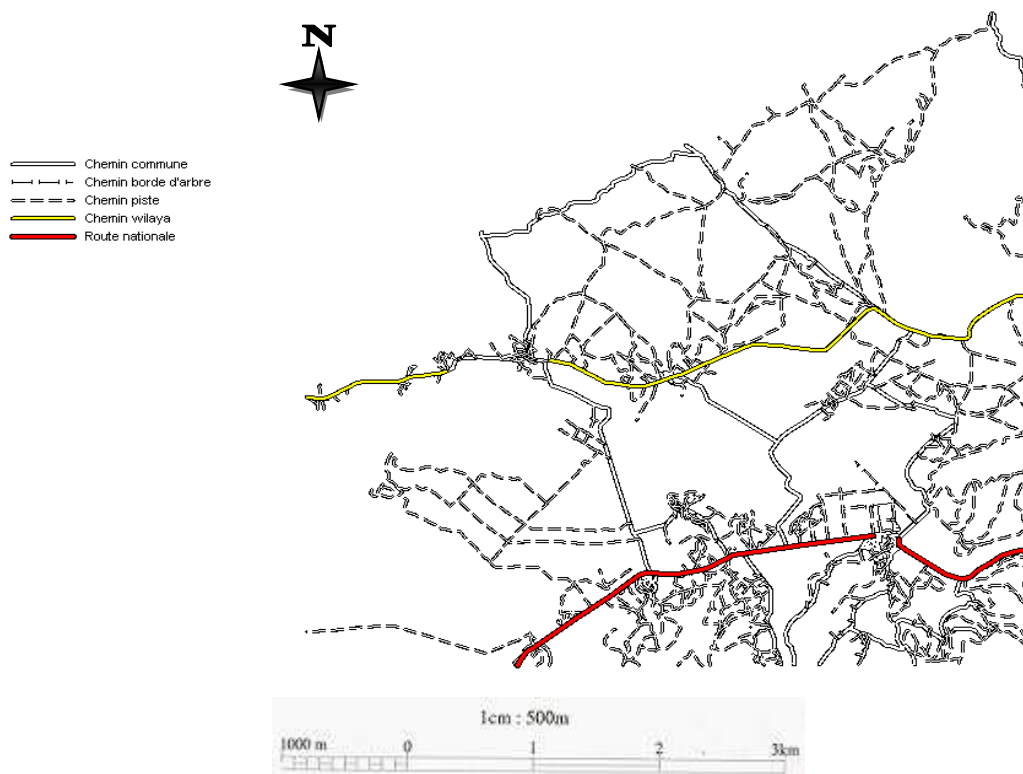 N
Chemin commune
Chemin borde d'arbre
Chemin piste
Chemin wilaya
Route nationale
1cm : 500m
1000 m 0 1 2 3km